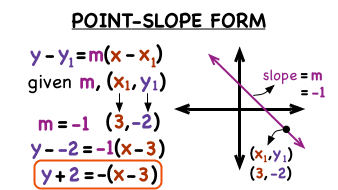 POINT-SLOPE FORM
y - y₁ = m(x - x₁)
given m, (x₁, y₁)
m = -1 (3, -2)
y - -2 = -1(x - 3)
y + 2 = -(x - 3)
slope = m
= -1
(x₁, y₁)
(3, -2)